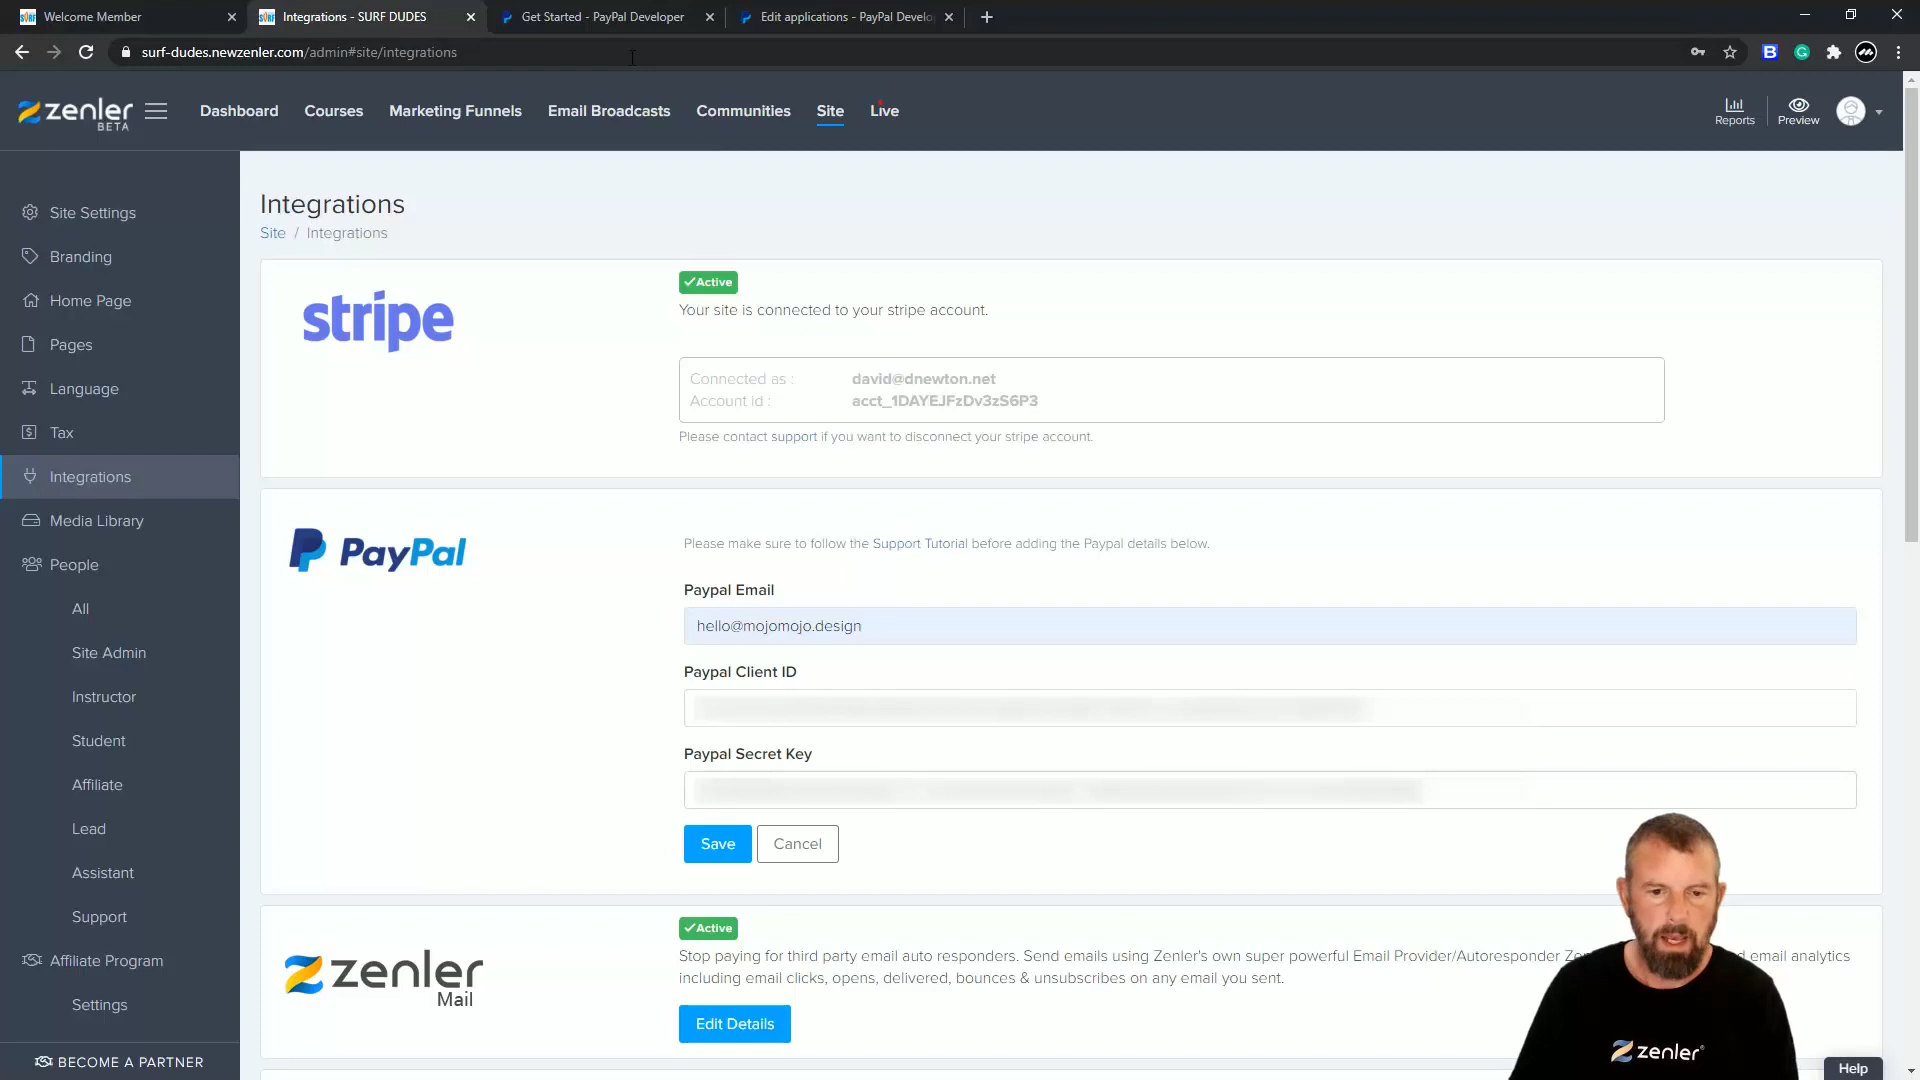 Welcome Member
Integrations - SURF DUDES
Get Started - PayPal Developer
Edit applications - PayPal Develo
surf-dudes.newzenler.com/admin#site/integrations
zenler
BETA
Dashboard
Courses
Marketing Funnels
Email Broadcasts
Communities
Site
Live
Reports
Preview
Site Settings
Branding
Home Page
Pages
Language
Tax
Integrations
Media Library
People
All
Site Admin
Instructor
Student
Affiliate
Lead
Assistant
Support
Affiliate Program
Settings
BECOME A PARTNER
Integrations
Site / Integrations
stripe
Active
Your site is connected to your stripe account.
Connected as : david@dnewton.net
Account id : acct_1DAYEJFzDv3zS6P3
Please contact support if you want to disconnect your stripe account.
PayPal
Please make sure to follow the Support Tutorial before adding the Paypal details below.
Paypal Email
hello@mojomojo.design
Paypal Client ID
Paypal Secret Key
Save
Cancel
zenler
Mail
Active
Stop paying for third party email auto responders. Send emails using Zenler's own super powerful Email Provider/Autoresponder email analytics
including email clicks, opens, delivered, bounces & unsubscribes on any email you sent.
Edit Details
zenler
Help